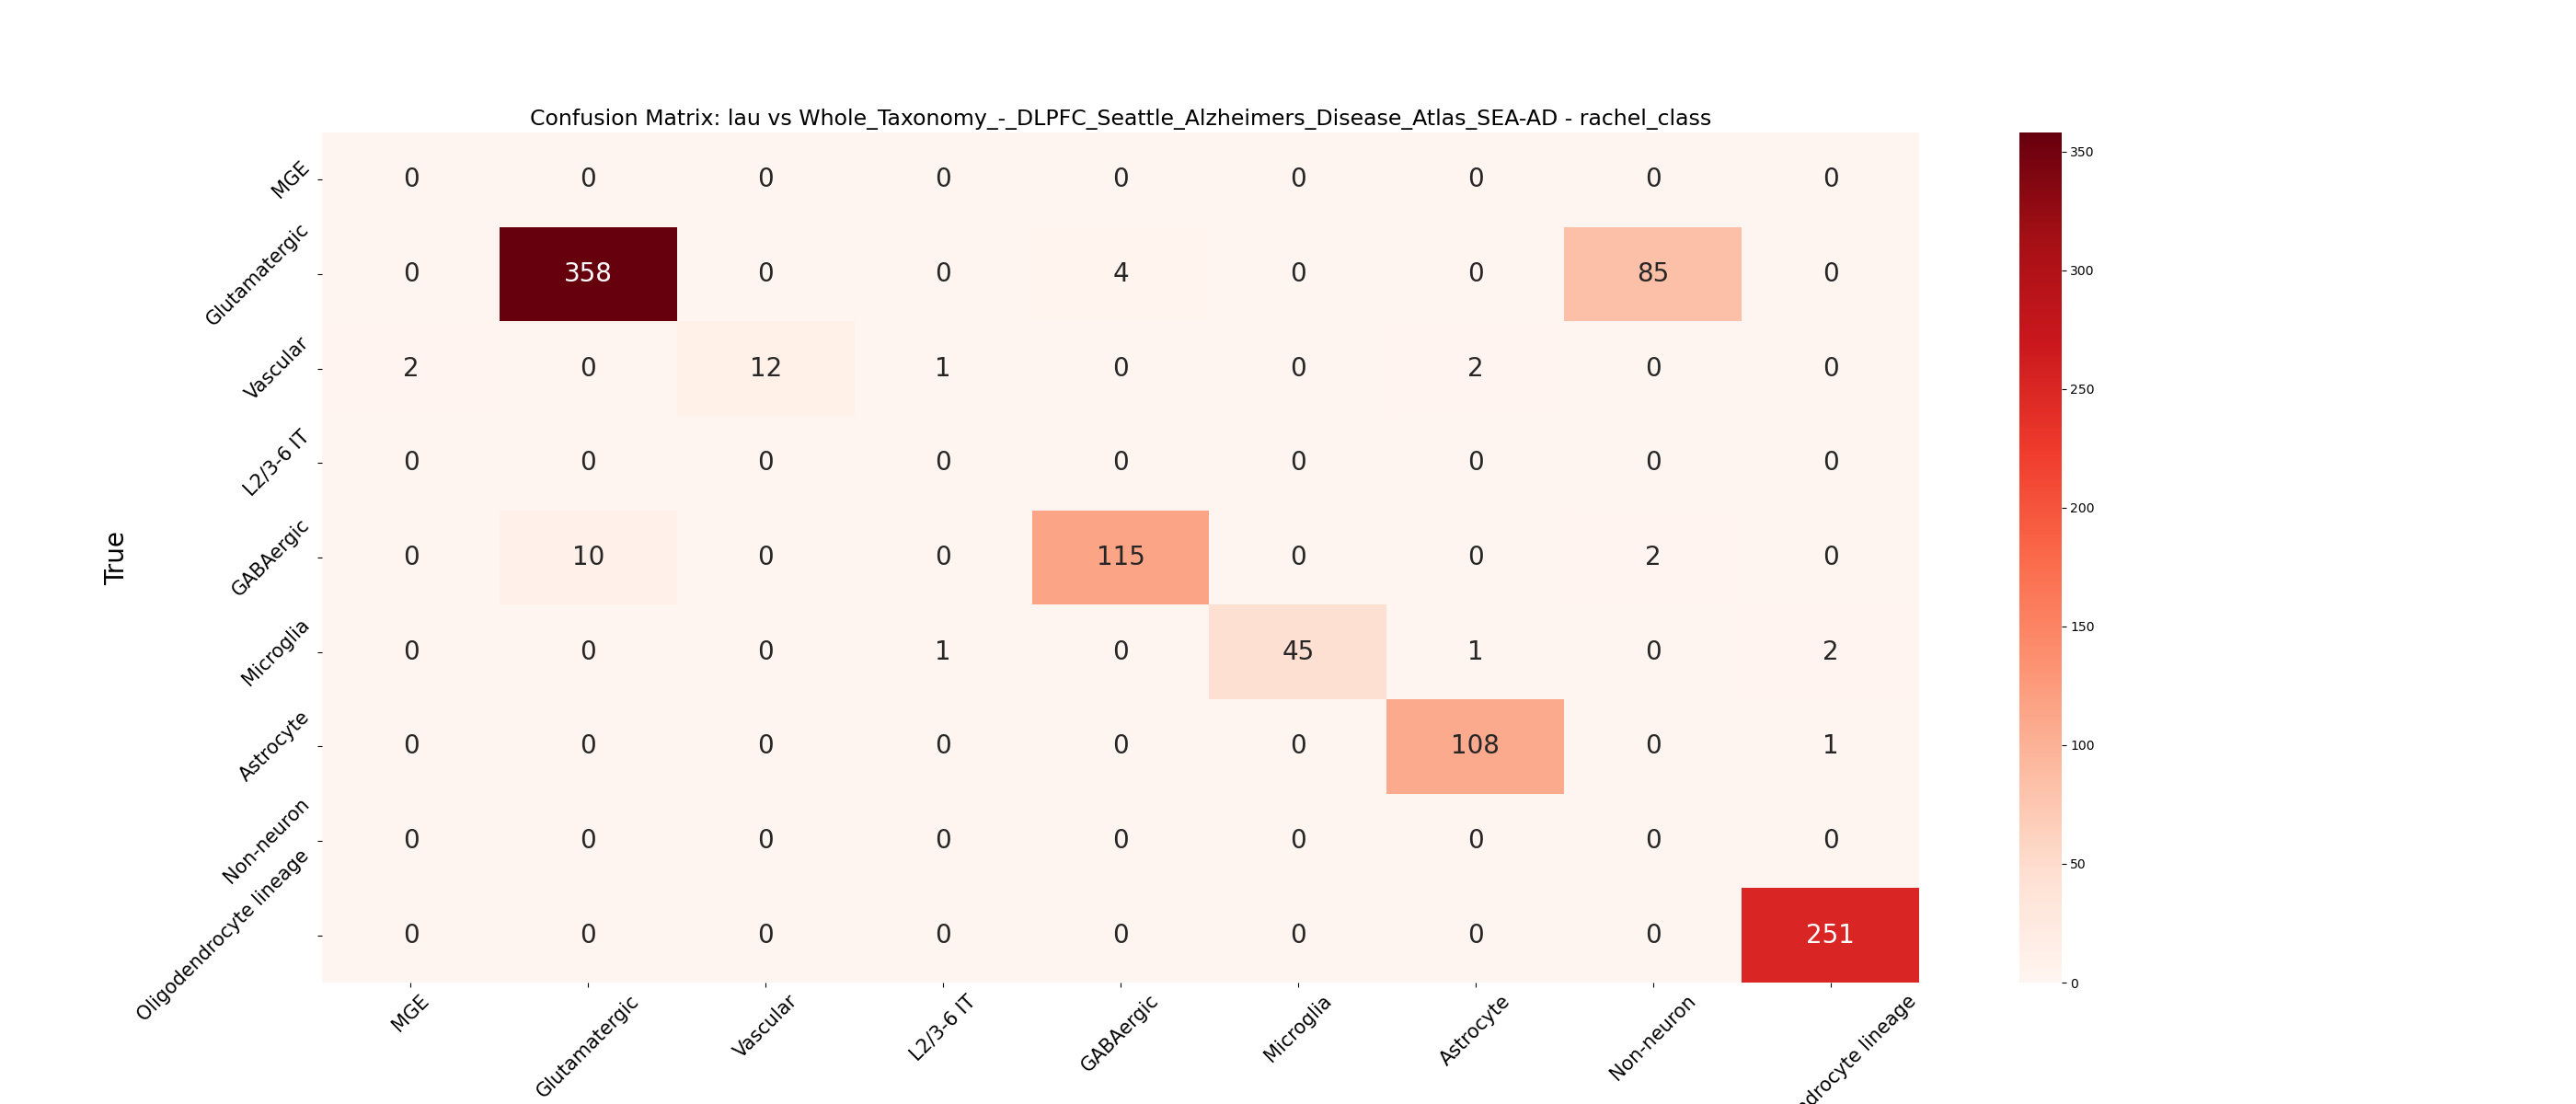 Confusion Matrix: lau vs Whole_Taxonomy_-_DLPFC_Seattle_Alzheimers_Disease_Atlas_SEA-AD - rachel_class
True
MGE 0 0 0 0 0 0 0 0 0
Glutamatergic 0 358 0 0 4 0 0 85 0
Vascular 2 0 12 1 0 0 2 0 0
L2/3-6 IT 0 0 0 0 0 0 0 0 0
GABAergic 0 10 0 0 115 0 0 2 0
Microglia 0 0 0 1 0 45 1 0 2
Astrocyte 0 0 0 0 0 0 108 0 1
Non-neuron 0 0 0 0 0 0 0 0 0
Oligodendrocyte lineage 0 0 0 0 0 0 0 0 251
MGE Glutamatergic Vascular L2/3-6 IT GABAergic Microglia Astrocyte Non-neuron lineage
350
300
250
200
150
100
50
0